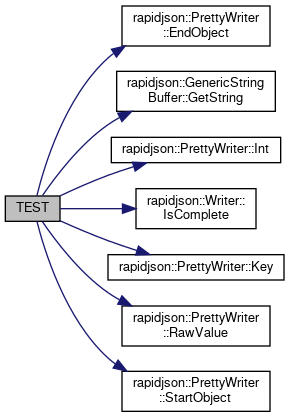 rapidjson::PrettyWriter
::EndObject
rapidjson::GenericString
Buffer::GetString
rapidjson::PrettyWriter::Int
TEST
rapidjson::Writer::
IsComplete
rapidjson::PrettyWriter::Key
rapidjson::PrettyWriter
::RawValue
rapidjson::PrettyWriter
::StartObject